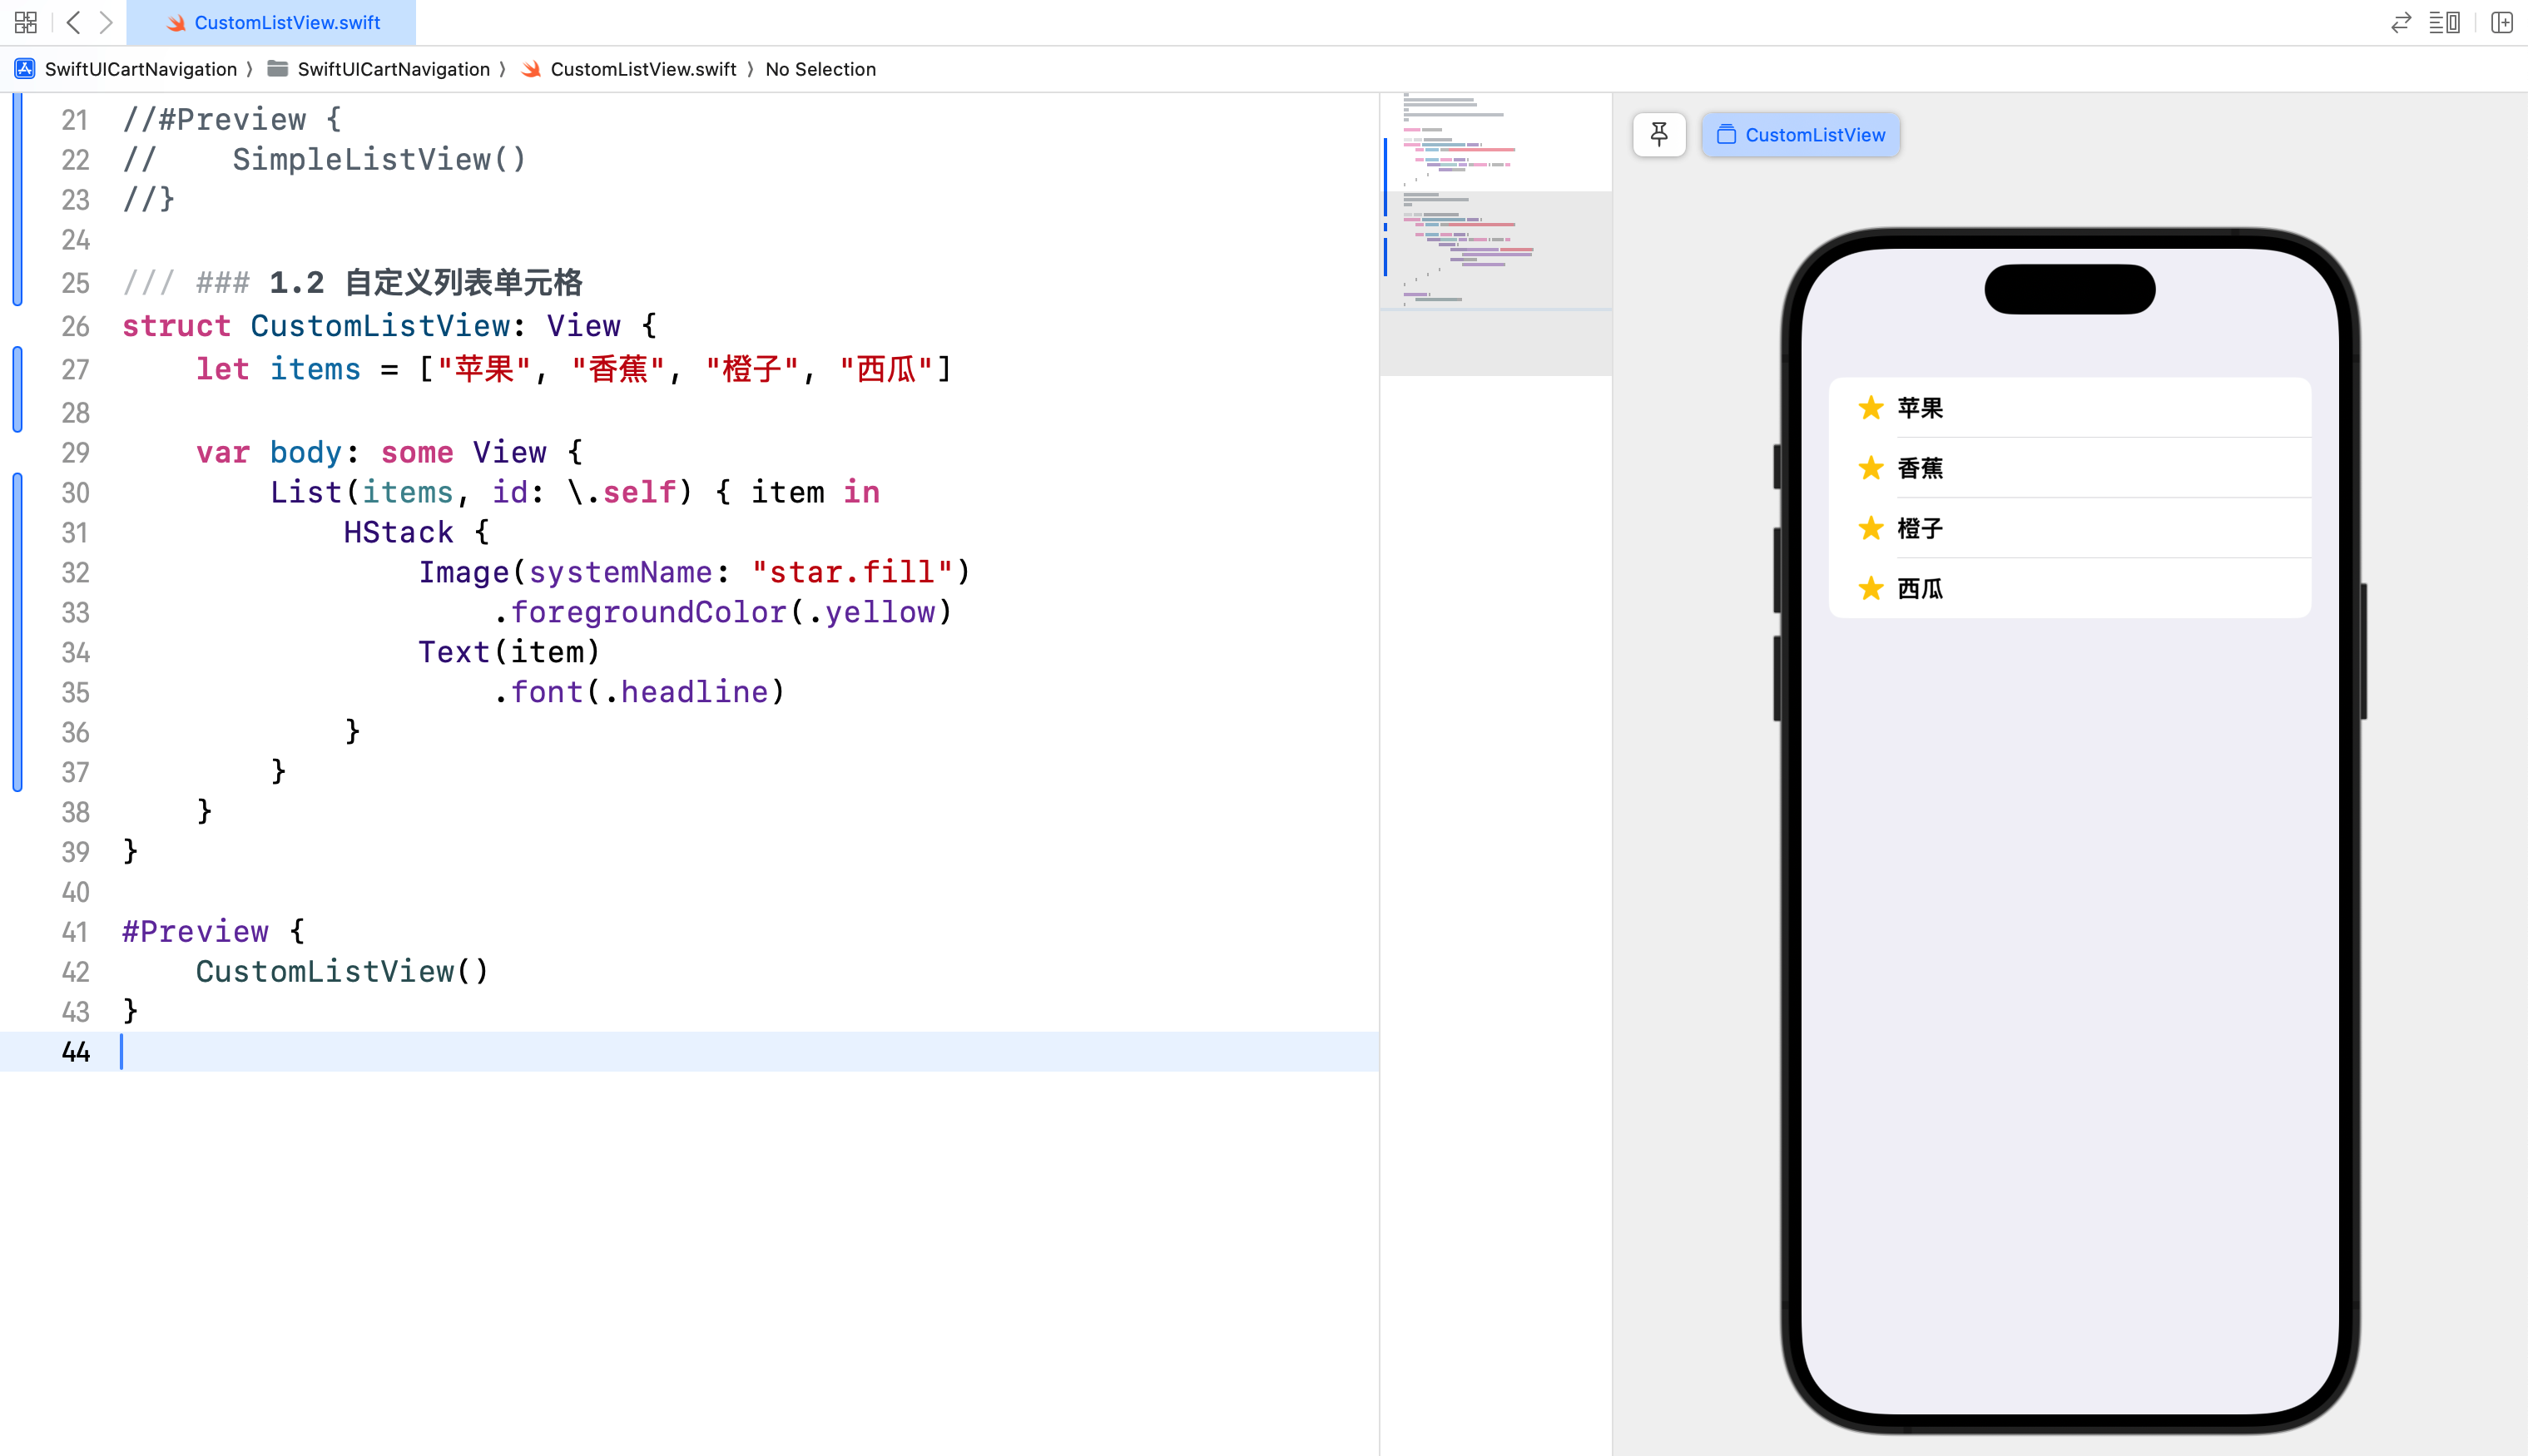 CustomListView.swift
SwiftUICartNavigation 〉 SwiftUICartNavigation 〉 CustomListView.swift 〉 No Selection
21 //#Preview {
22 //    SimpleListView()
23 //}
24
25 /// ### 1.2 自定义列表单元格
26 struct CustomListView: View {
27     let items = ["苹果", "香蕉", "橙子", "西瓜"]
28
29     var body: some View {
30         List(items, id: \.self) { item in
31             HStack {
32                 Image(systemName: "star.fill")
33                     .foregroundColor(.yellow)
34                 Text(item)
35                     .font(.headline)
36             }
37         }
38     }
39 }
40
41 #Preview {
42     CustomListView()
43 }
44
CustomListView
苹果
香蕉
橙子
西瓜